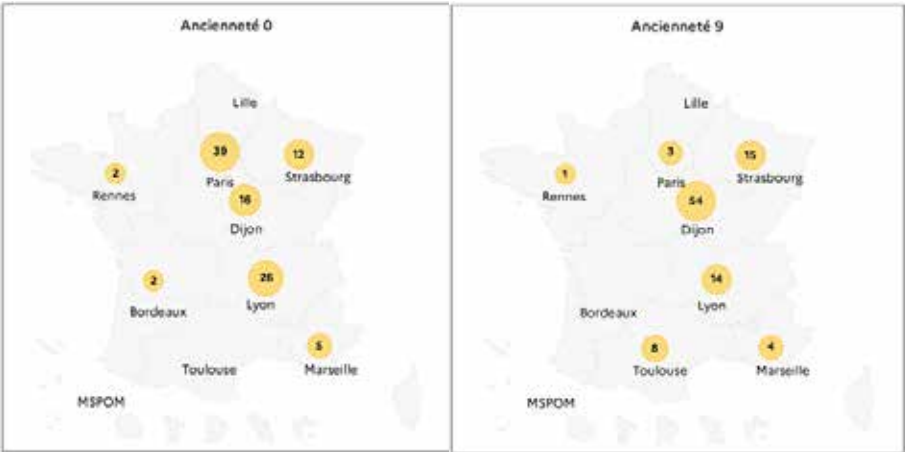 Ancienneté 0
Lille
39
12
Paris
Strasbourg
2
Rennes
16
Dijon
26
2
Lyon
Bordeaux
5
Toulouse
Marseille
MSPOM
Ancienneté 9
Lille
3
15
Paris
Strasbourg
1
Rennes
54
Dijon
14
Lyon
Bordeaux
8
4
Toulouse
Marseille
MSPOM